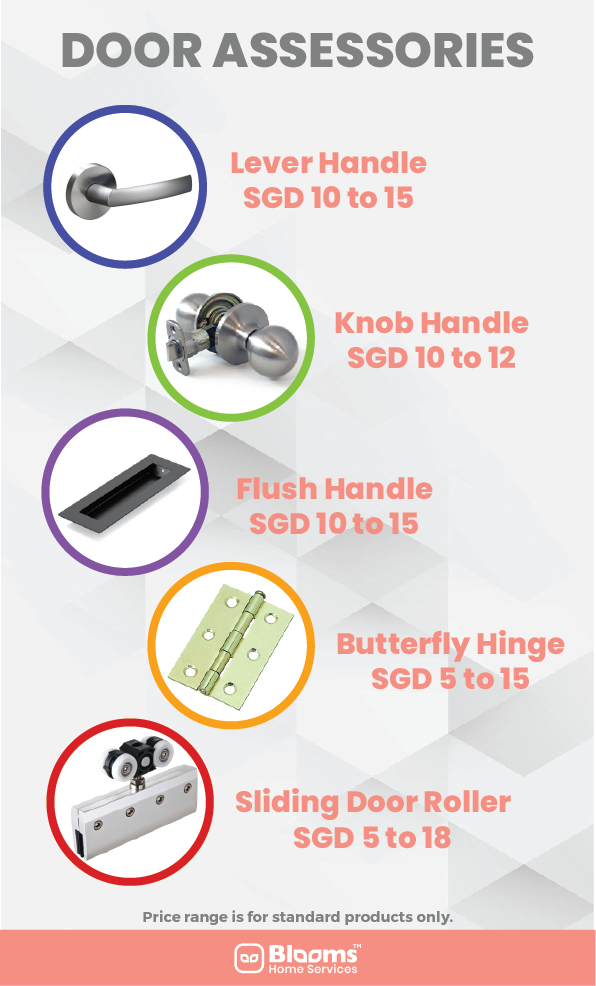 DOOR ASSESSORIES
Lever Handle
SGD 10 to 15
Knob Handle
SGD 10 to 12
Flush Handle
SGD 10 to 15
Butterfly Hinge
SGD 5 to 15
Sliding Door Roller
SGD 5 to 18
Price range is for standard products only.
Blooms™
Home Services